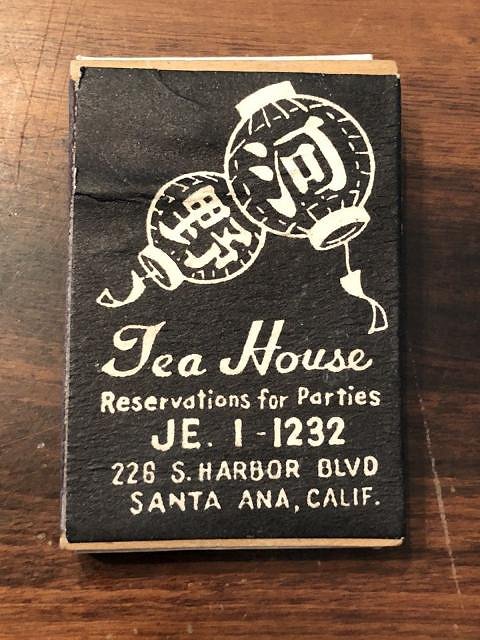 河野
Tea House
Reservations for Parties
JE. 1-1232
226 S. HARBOR BLVD
SANTA ANA, CALIF.